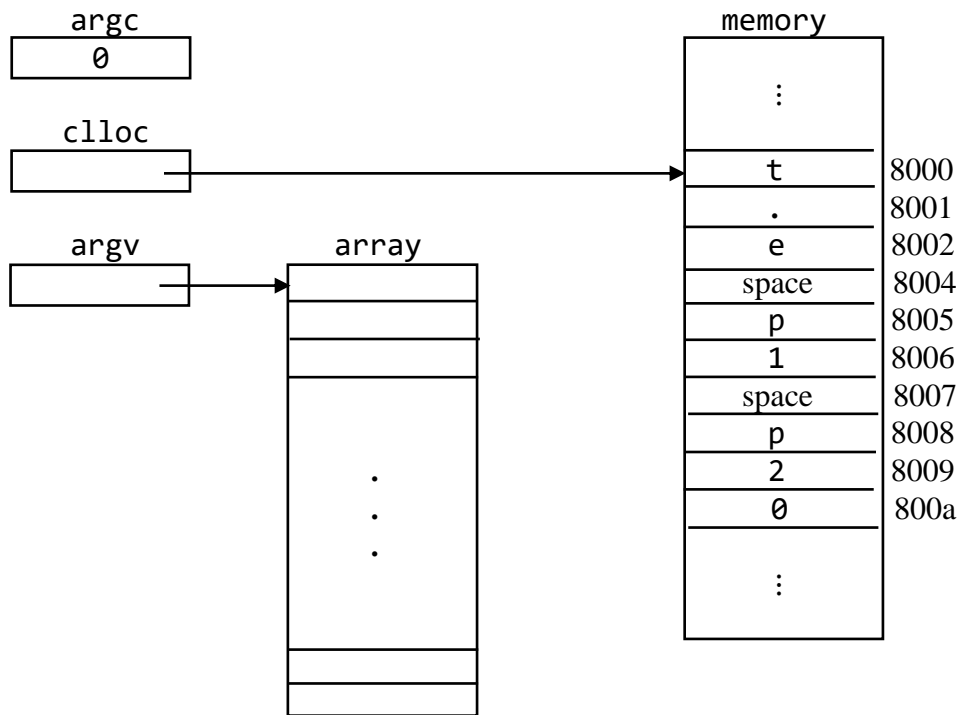 argc
0
clloc
argv
array
.
.
.
memory
⋮
t 8000
. 8001
e 8002
space 8004
p 8005
1 8006
space 8007
p 8008
2 8009
0 800a
⋮